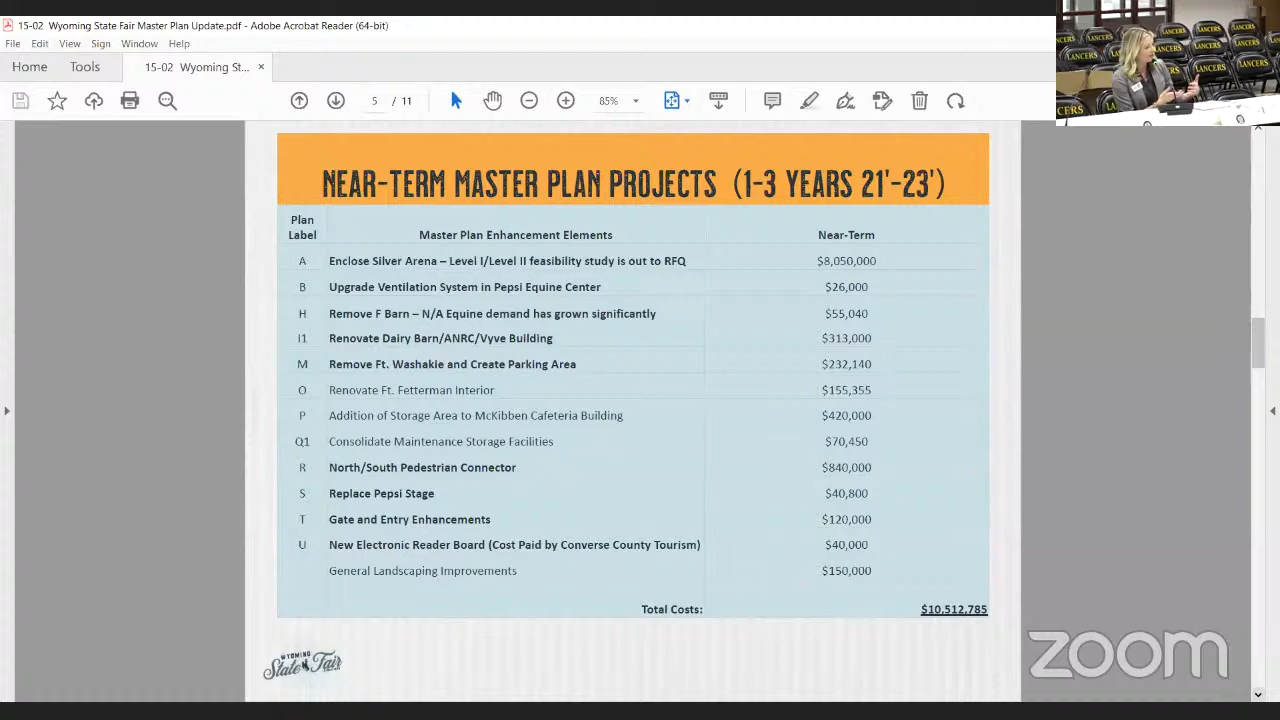 15-02 Wyoming State Fair Master Plan Update.pdf - Adobe Acrobat Reader (64-bit)
File Edit View Sign Window Help
Home Tools 15-02 Wyoming St... ×
5 / 11 85%
LANCERS LANCERS LANCERS
LANCERS LANCERS LANCERS
LANCERS LANCERS
NEAR-TERM MASTER PLAN PROJECTS (1-3 YEARS 21'-23')
Plan Label Master Plan Enhancement Elements Near-Term
A Enclose Silver Arena – Level I/Level II feasibility study is out to RFQ $8,050,000
B Upgrade Ventilation System in Pepsi Equine Center $26,000
H Remove F Barn – N/A Equine demand has grown significantly $55,040
I1 Renovate Dairy Barn/ANRC/Vyve Building $313,000
M Remove Ft. Washakie and Create Parking Area $232,140
O Renovate Ft. Fetterman Interior $155,355
P Addition of Storage Area to McKibben Cafeteria Building $420,000
Q1 Consolidate Maintenance Storage Facilities $70,450
R North/South Pedestrian Connector $840,000
S Replace Pepsi Stage $40,800
T Gate and Entry Enhancements $120,000
U New Electronic Reader Board (Cost Paid by Converse County Tourism) $40,000
General Landscaping Improvements $150,000
Total Costs: $10,512,785
WYOMING
State Fair
zoom